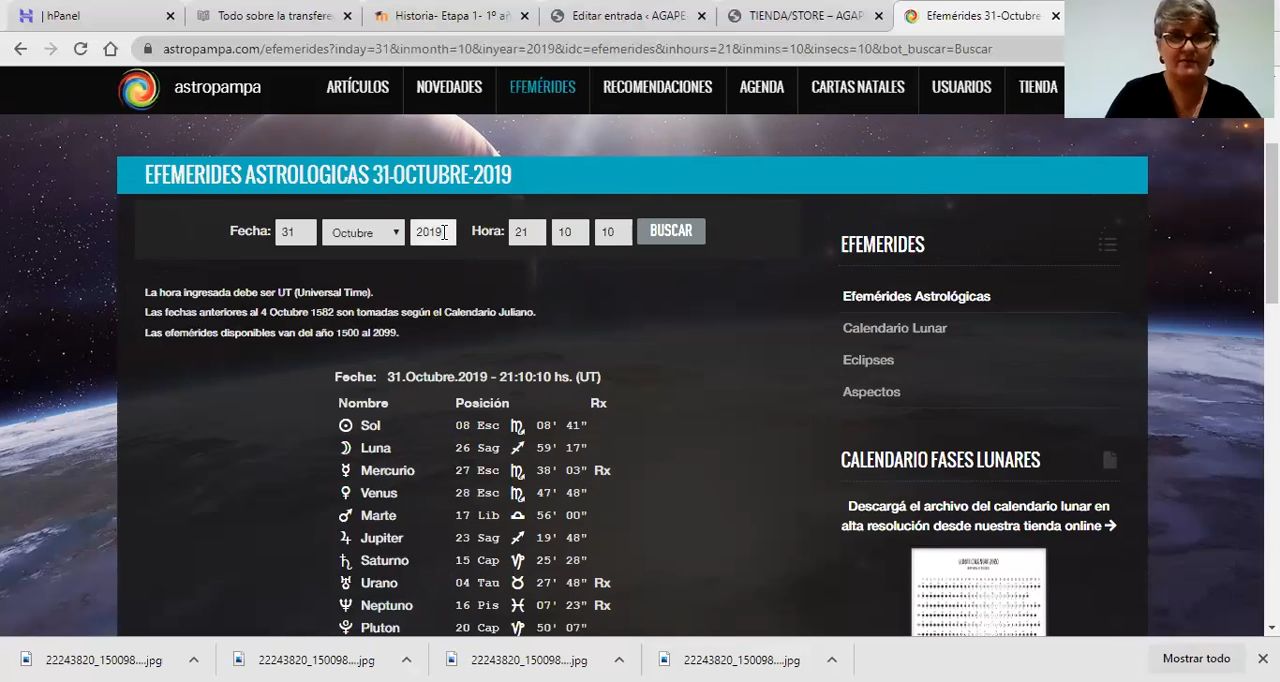 hPanel
Todo sobre la transfere
Historia- Etapa 1- 1º añ
Editar entrada ‹ AGAPE
TIENDA/STORE – AGAP
Efemérides 31-Octubre
astropampa.com/efemerides?inday=31&inmonth=10&inyear=2019&idc=efemerides&inhours=21&inmins=10&insecs=10&bot_buscar=Buscar
astropampa
ARTÍCULOS
NOVEDADES
EFEMÉRIDES
RECOMENDACIONES
AGENDA
CARTAS NATALES
USUARIOS
TIENDA
EFEMERIDES ASTROLOGICAS 31-OCTUBRE-2019
Fecha: 31 Octubre 2019 Hora: 21 10 10 BUSCAR
La hora ingresada debe ser UT (Universal Time).
Las fechas anteriores al 4 Octubre 1582 son tomadas según el Calendario Juliano.
Las efemérides disponibles van del año 1500 al 2099.
Fecha: 31.Octubre.2019 - 21:10:10 hs. (UT)
Nombre Posición Rx
☉ Sol 08 Esc ♏ 08' 41"
☽ Luna 26 Sag ♐ 59' 17"
☿ Mercurio 27 Esc ♏ 38' 03" Rx
♀ Venus 28 Esc ♏ 47' 48"
♂ Marte 17 Lib ♎ 56' 00"
♃ Jupiter 23 Sag ♐ 19' 48"
♄ Saturno 15 Cap ♑ 25' 28"
♅ Urano 04 Tau ♉ 27' 48" Rx
♆ Neptuno 16 Pis ♓ 07' 23" Rx
♇ Pluton 20 Cap ♑ 50' 07"
EFEMERIDES
Efemérides Astrológicas
Calendario Lunar
Eclipses
Aspectos
CALENDARIO FASES LUNARES
Descargá el archivo del calendario lunar en
alta resolución desde nuestra tienda online →
22243820_150098....jpg
22243820_150098....jpg
22243820_150098....jpg
22243820_150098....jpg
Mostrar todo